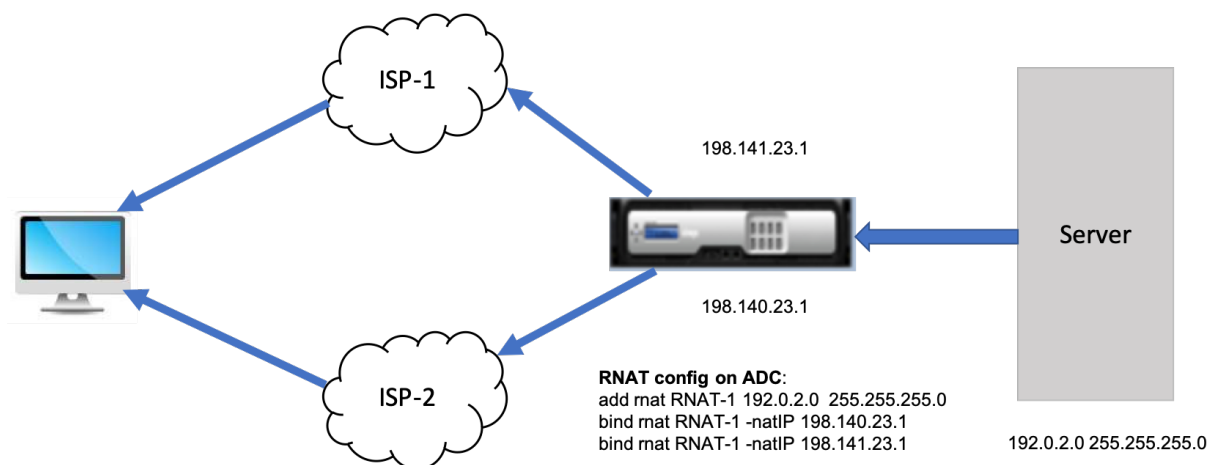 ISP-1
198.141.23.1
Server
198.140.23.1
ISP-2
RNAT config on ADC:
add rnat RNAT-1 192.0.2.0 255.255.255.0
bind rnat RNAT-1 -natIP 198.140.23.1
bind rnat RNAT-1 -natIP 198.141.23.1
192.0.2.0 255.255.255.0